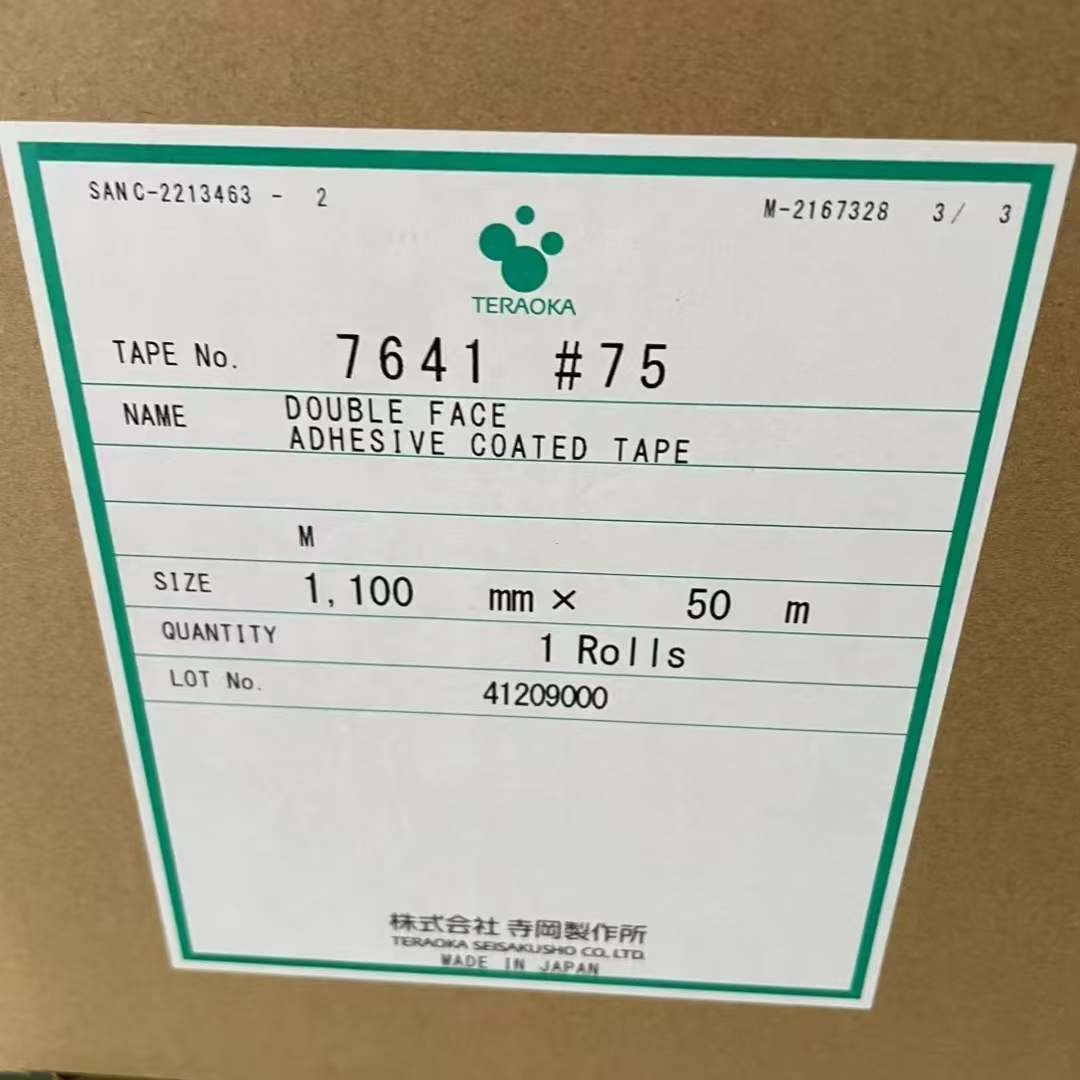 SANC-2213463 - 2
M-2167328 3/ 3
TERAOKA
TAPE No. 7641 #75
NAME DOUBLE FACE
ADHESIVE COATED TAPE
M
SIZE 1,100 mm × 50 m
QUANTITY 1 Rolls
LOT No. 41209000
株式会社 寺岡製作所
TERAOKA SEISAKUSHO CO., LTD.
MADE IN JAPAN